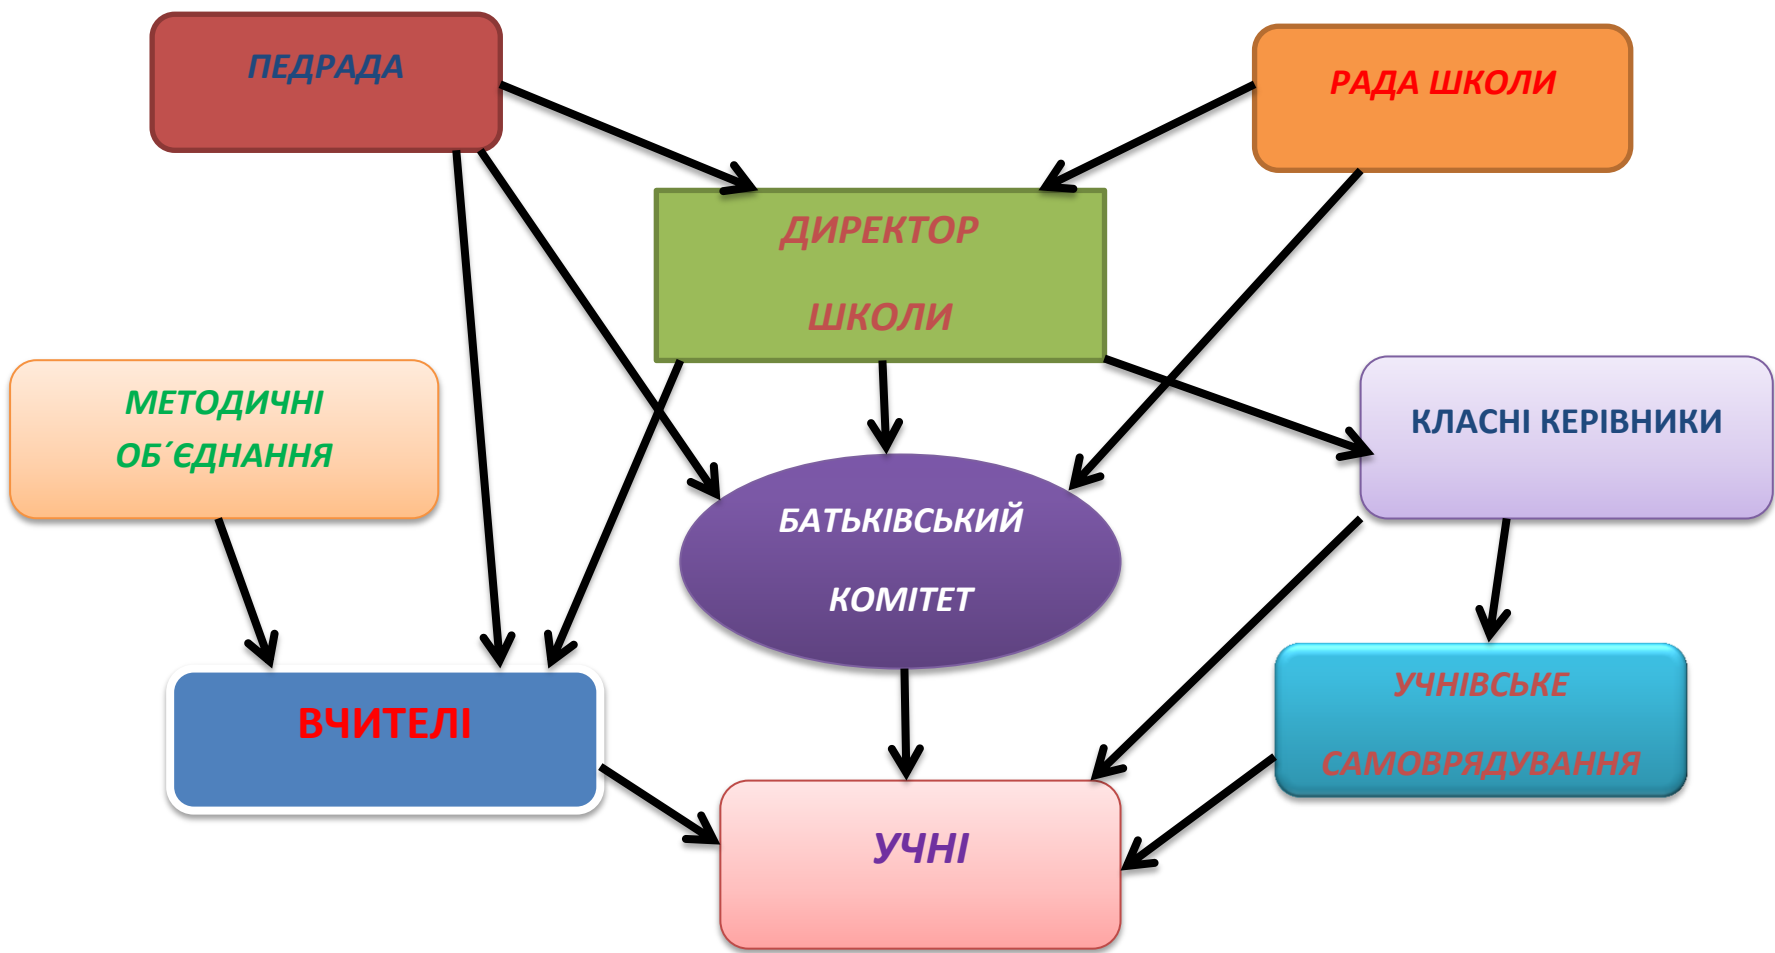 ПЕДРАДА
РАДА ШКОЛИ
ДИРЕКТОР
ШКОЛИ
МЕТОДИЧНІ
ОБ´ЄДНАННЯ
КЛАСНІ КЕРІВНИКИ
БАТЬКІВСЬКИЙ
КОМІТЕТ
ВЧИТЕЛІ
УЧНІВСЬКЕ
САМОВРЯДУВАННЯ
УЧНІ